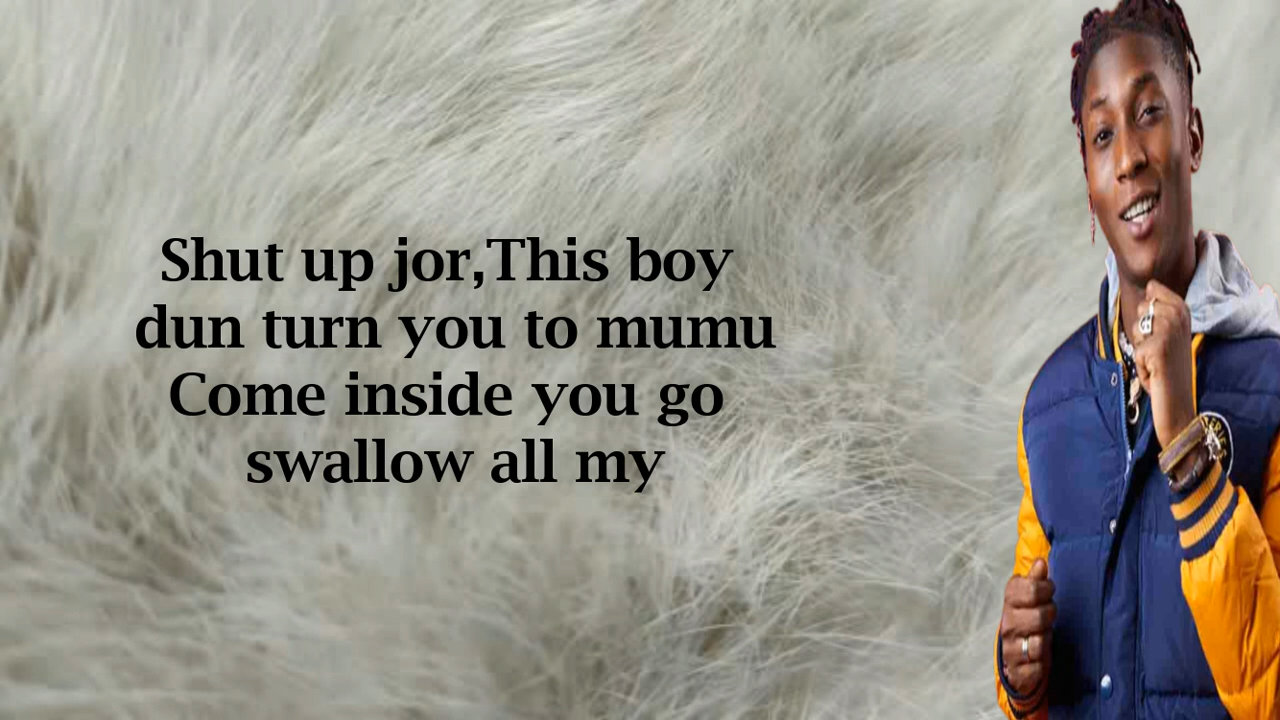 Shut up jor,This boy
dun turn you to mumu
Come inside you go
swallow all my